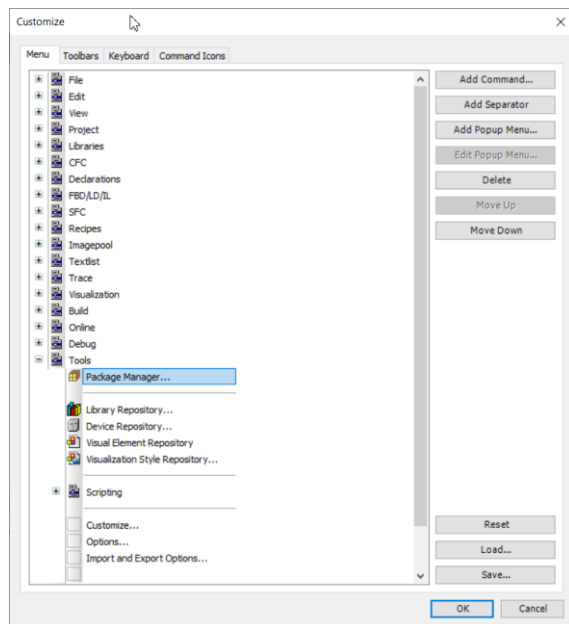 Customize
Menu Toolbars Keyboard Command Icons
File
Edit
View
Project
Libraries
CFC
Declarations
FBD/LD/IL
SFC
Recipes
Imagepool
Textlist
Trace
Visualization
Build
Online
Debug
Tools
Package Manager...
Library Repository...
Device Repository...
Visual Element Repository
Visualization Style Repository...
Scripting
Customize...
Options...
Import and Export Options...
Add Command...
Add Separator
Add Popup Menu...
Edit Popup Menu...
Delete
Move Up
Move Down
Reset
Load...
Save...
OK Cancel